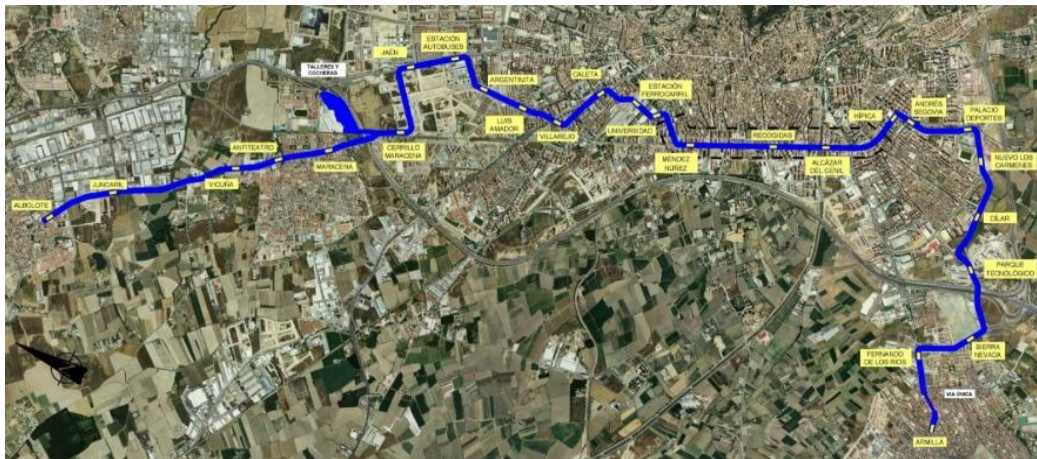 ALBOLOTE
JUNCARIL
VICUÑA
ANFITEATRO
MARACENA
TALLERES Y
COCHERAS
CERRILLO
MARACENA
JAÉN
ESTACIÓN
AUTOBUSES
ARGENTINITA
LUIS
AMADOR
VILLAREJO
CALETA
UNIVERSIDAD
ESTACIÓN
FERROCARRIL
MÉNDEZ
NÚÑEZ
RECOGIDAS
ALCÁZAR
DEL GENIL
HÍPICA
ANDRÉS
SEGOVIA
PALACIO
DEPORTES
NUEVO LOS
CÁRMENES
DÍLAR
PARQUE
TECNOLÓGICO
SIERRA
NEVADA
FERNANDO
DE LOS RIOS
VIA ÚNICA
ARMILLA